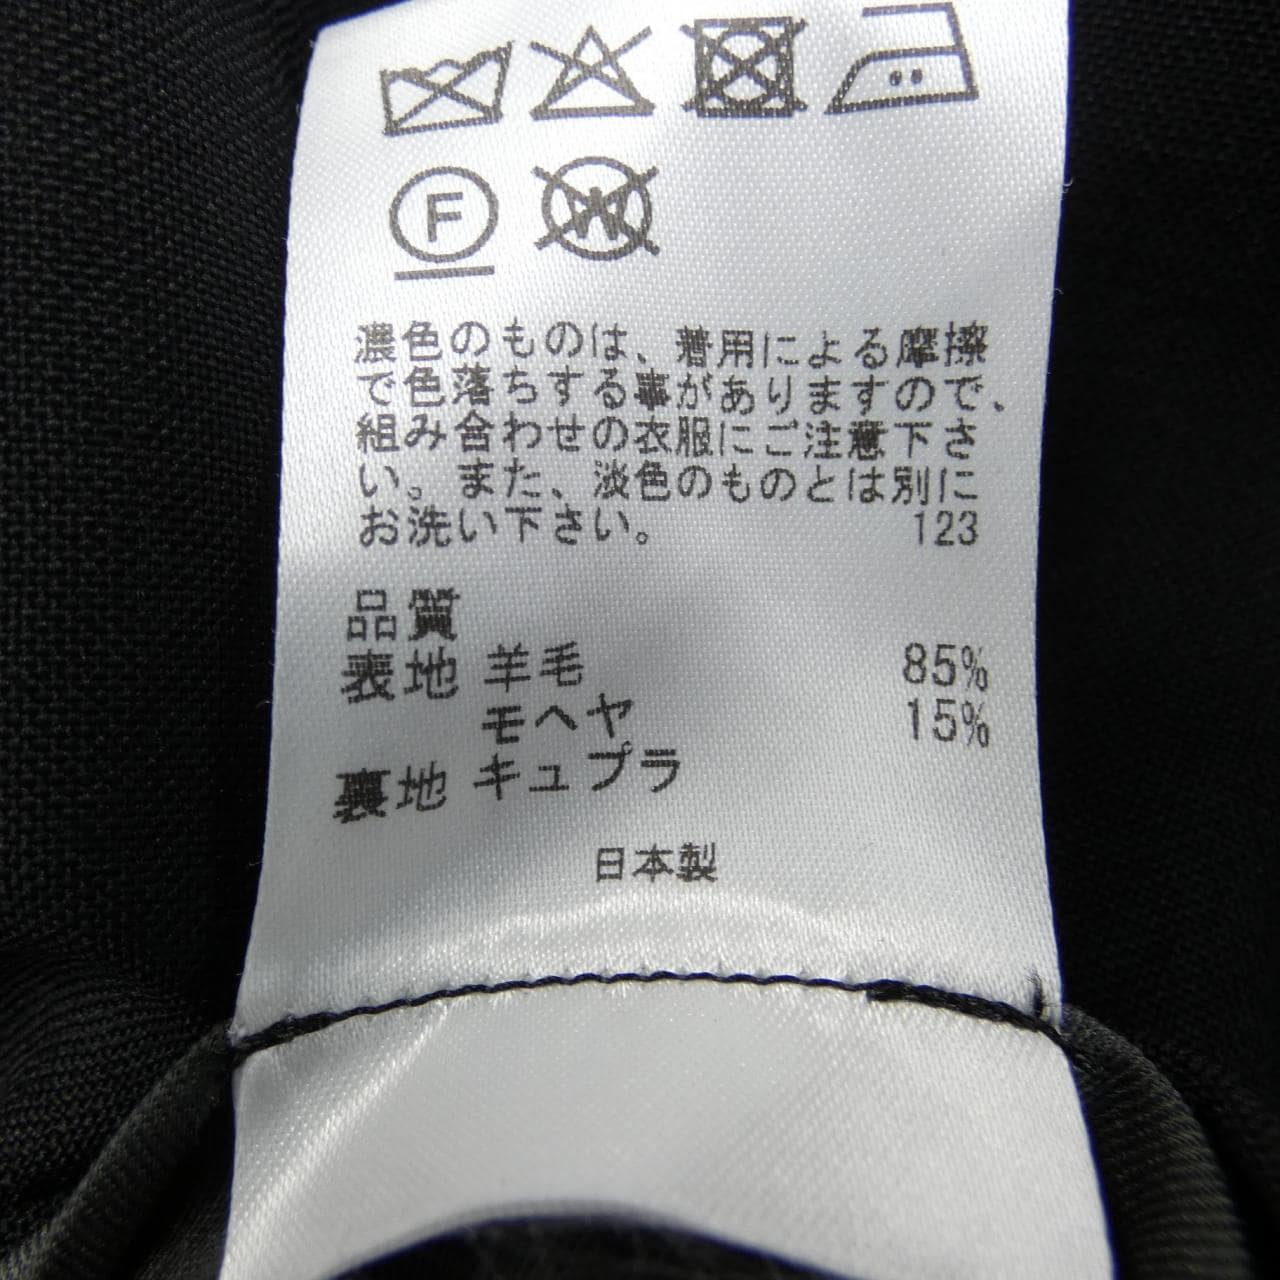 F
W
濃色のものは、着用による摩擦
で色落ちする事がありますので、
組み合わせの衣服にご注意下さ
い。また、淡色のものとは別に
お洗い下さい。 123
品質
表地 羊毛 85%
モヘヤ 15%
裏地 キュプラ
日本製